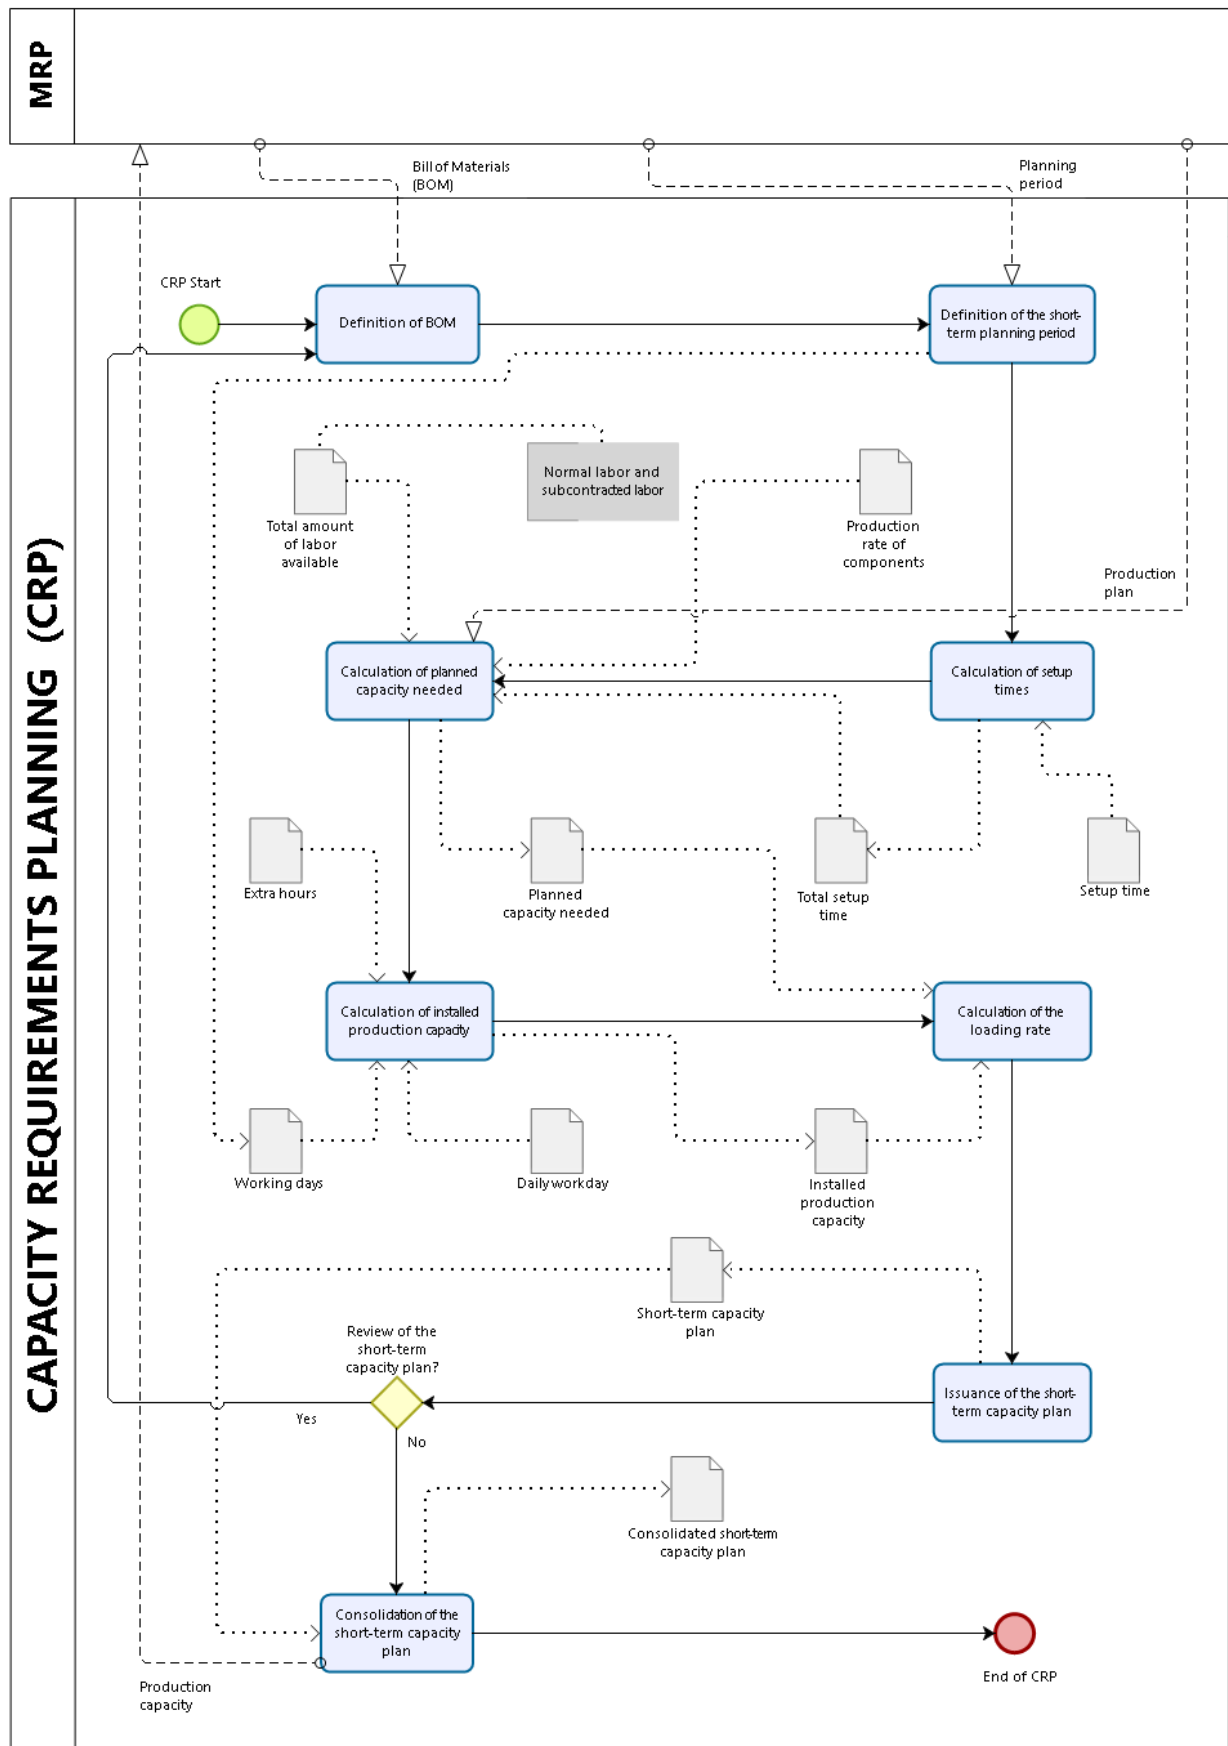 MRP
Bill of Materials
(BOM)
Planning
period
CAPACITY REQUIREMENTS PLANNING (CRP)
CRP Start
Definition of BOM
Definition of the short-
term planning period
Normal labor and
subcontracted labor
Total amount
of labor
available
Production
rate of
components
Production
plan
Calculation of planned
capacity needed
Calculation of setup
times
Extra hours
Planned
capacity needed
Total setup
time
Setup time
Calculation of installed
production capacity
Calculation of the
loading rate
Working days
Daily workday
Installed
production
capacity
Short-term capacity
plan
Review of the
short-term
capacity plan?
Yes
No
Issuance of the short-
term capacity plan
Consolidated short-term
capacity plan
Consolidation of the
short-term capacity
plan
End of CRP
Production
capacity